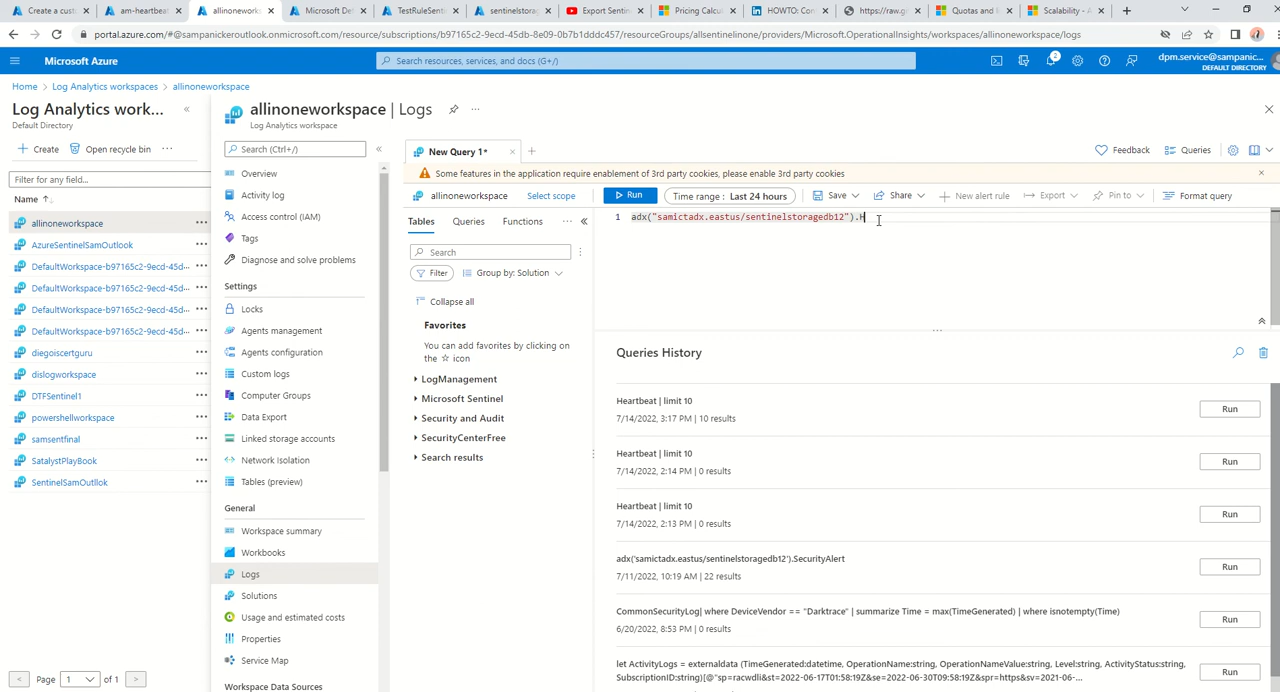 Create a cust
am-heartbeat
allinonework
Microsoft De
TestRuleSent
sentinelstora
Export Sentin
Pricing Calcu
HOWTO: Con
https://raw.gi
Quotas and
Scalability - A
portal.azure.com/#@sampanickeroutlook.onmicrosoft.com/resource/subscriptions/b97165c2-9ecd-45db-8e09-0b7b1dddc457/resourceGroups/allsentinelinone/providers/Microsoft.OperationalInsights/workspaces/allinoneworkspace/logs
Microsoft Azure
Search resources, services, and docs (G+/)
2
dpm.service@sampanic...
DEFAULT DIRECTORY
Home > Log Analytics workspaces > allinoneworkspace
Log Analytics work...
Default Directory
Create
Open recycle bin
Filter for any field...
Name
allinoneworkspace
AzureSentinelSamOutlook
DefaultWorkspace-b97165c2-9ecd-45d...
DefaultWorkspace-b97165c2-9ecd-45d...
DefaultWorkspace-b97165c2-9ecd-45d...
DefaultWorkspace-b97165c2-9ecd-45d...
diegoiscertguru
dislogworkspace
DTFSentinel1
powershellworkspace
samsentfinal
SatalystPlayBook
SentinelSamOutllok
< Page 1 of 1 >
allinoneworkspace | Logs
Log Analytics workspace
Search (Ctrl+/)
Overview
Activity log
Access control (IAM)
Tags
Diagnose and solve problems
Settings
Locks
Agents management
Agents configuration
Custom logs
Computer Groups
Data Export
Linked storage accounts
Network Isolation
Tables (preview)
General
Workspace summary
Workbooks
Logs
Solutions
Usage and estimated costs
Properties
Service Map
Workspace Data Sources
New Query 1*
Feedback
Queries
Some features in the application require enablement of 3rd party cookies, please enable 3rd party cookies
allinoneworkspace
Select scope
Run
Time range : Last 24 hours
Save
Share
New alert rule
Export
Pin to
Format query
Tables
Queries
Functions
Search
Filter
Group by: Solution
Collapse all
Favorites
You can add favorites by clicking on
the ☆ icon
LogManagement
Microsoft Sentinel
Security and Audit
SecurityCenterFree
Search results
1 adx("samictadx.eastus/sentinelstoragedb12").H
Queries History
Heartbeat | limit 10
7/14/2022, 3:17 PM | 10 results
Run
Heartbeat | limit 10
7/14/2022, 2:14 PM | 0 results
Run
Heartbeat | limit 10
7/14/2022, 2:13 PM | 0 results
Run
adx('samictadx.eastus/sentinelstoragedb12').SecurityAlert
7/11/2022, 10:19 AM | 22 results
Run
CommonSecurityLog| where DeviceVendor == "Darktrace" | summarize Time = max(TimeGenerated) | where isnotempty(Time)
6/20/2022, 8:53 PM | 0 results
Run
let ActivityLogs = externaldata (TimeGenerated:datetime, OperationName:string, OperationNameValue:string, Level:string, ActivityStatus:string,
SubscriptionID:string)[@"sp=racwdli&st=2022-06-17T01:58:19Z&se=2022-06-30T09:58:19Z&spr=https&sv=2021-06-...
Run